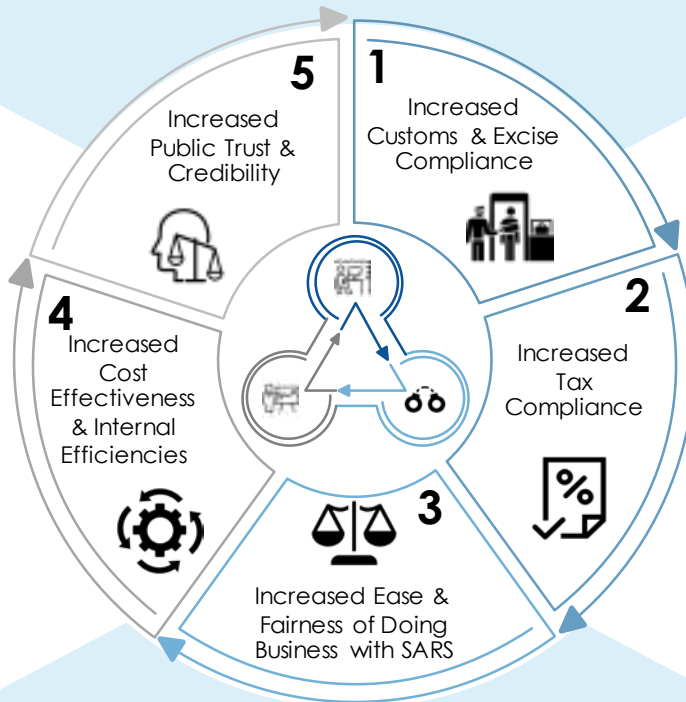 1
Increased
Customs & Excise
Compliance
2
Increased
Tax
Compliance
%
3
Increased Ease &
Fairness of Doing
Business with SARS
4
Increased
Cost
Effectiveness
& Internal
Efficiencies
5
Increased
Public Trust &
Credibility